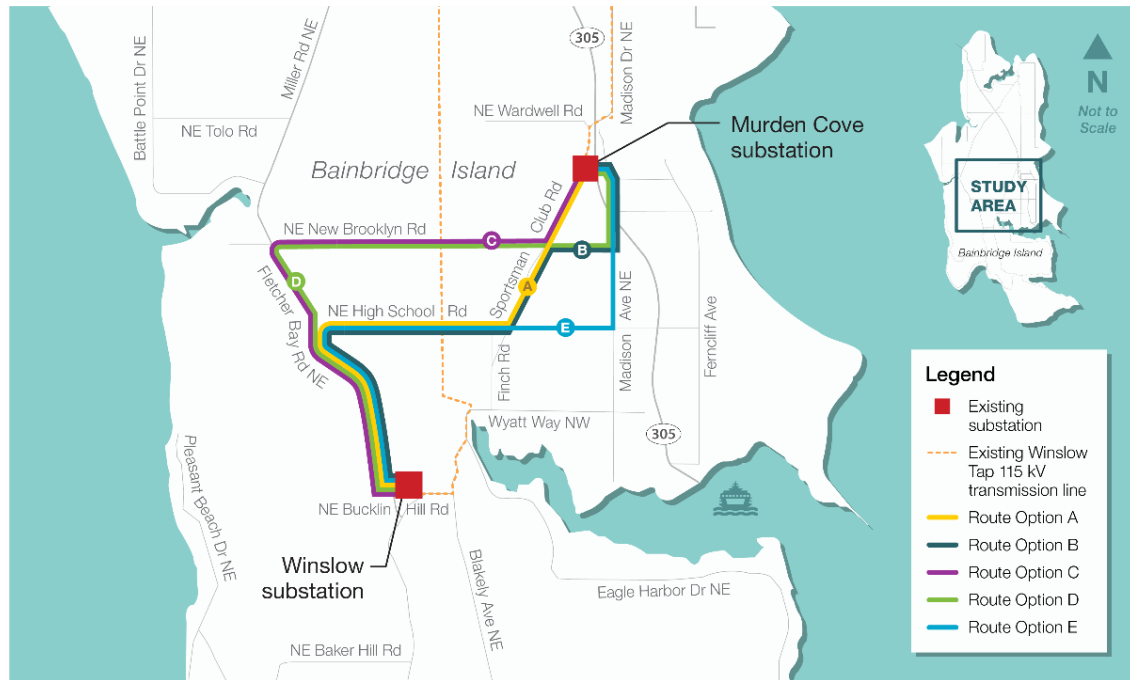 Battle Point Dr NE
Miller Rd NE
305
Madison Dr NE
NE Wardwell Rd
NE Tolo Rd
Murden Cove
substation
Bainbridge Island
Club Rd
Sportsman
NE New Brooklyn Rd
C
B
D
A
E
Fletcher Bay Rd NE
NE High School Rd
Finch Rd
Madison Ave NE
Ferncliff Ave
Wyatt Way NW
305
Pleasant Beach Dr NE
NE Bucklin Hill Rd
Winslow
substation
Blakely Ave NE
Eagle Harbor Dr NE
NE Baker Hill Rd
N
Not to
Scale
STUDY
AREA
Bainbridge Island
Legend
Existing
substation
Existing Winslow
Tap 115 kV
transmission line
Route Option A
Route Option B
Route Option C
Route Option D
Route Option E